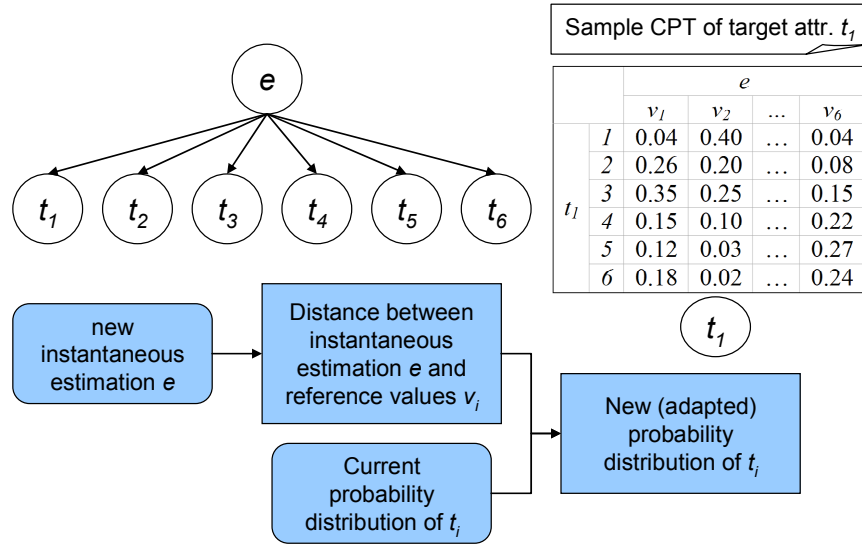 Sample CPT of target attr. t1
e
t1 t2 t3 t4 t5 t6
e
v1 v2 ... v6
1 0.04 0.40 ... 0.04
2 0.26 0.20 ... 0.08
3 0.35 0.25 ... 0.15
t1
4 0.15 0.10 ... 0.22
5 0.12 0.03 ... 0.27
6 0.18 0.02 ... 0.24
t1
new
instantaneous
estimation e
Distance between
instantaneous
estimation e and
reference values vi
Current
probability
distribution of ti
New (adapted)
probability
distribution of ti